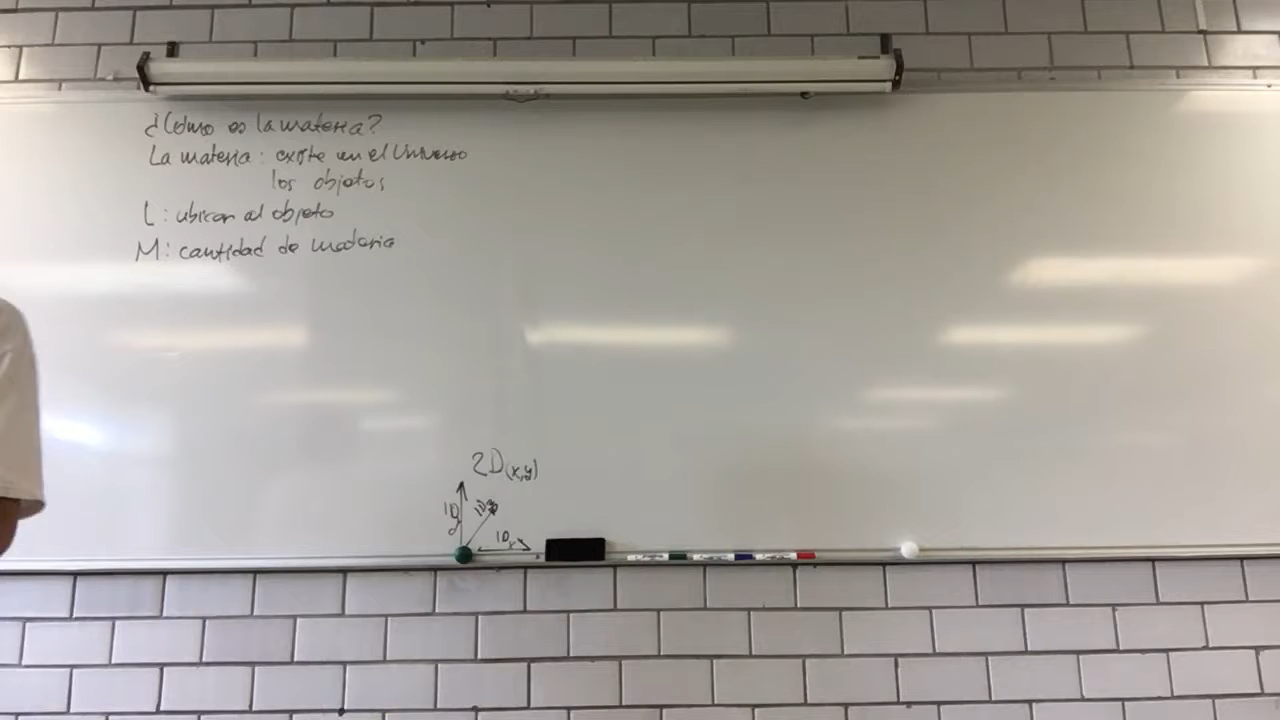 ¿Cómo es la materia?
La materia: existe en el Universo
los objetos
L: ubicar al objeto
M: cantidad de materia
2D(x,y)
1D
1D
1Dx